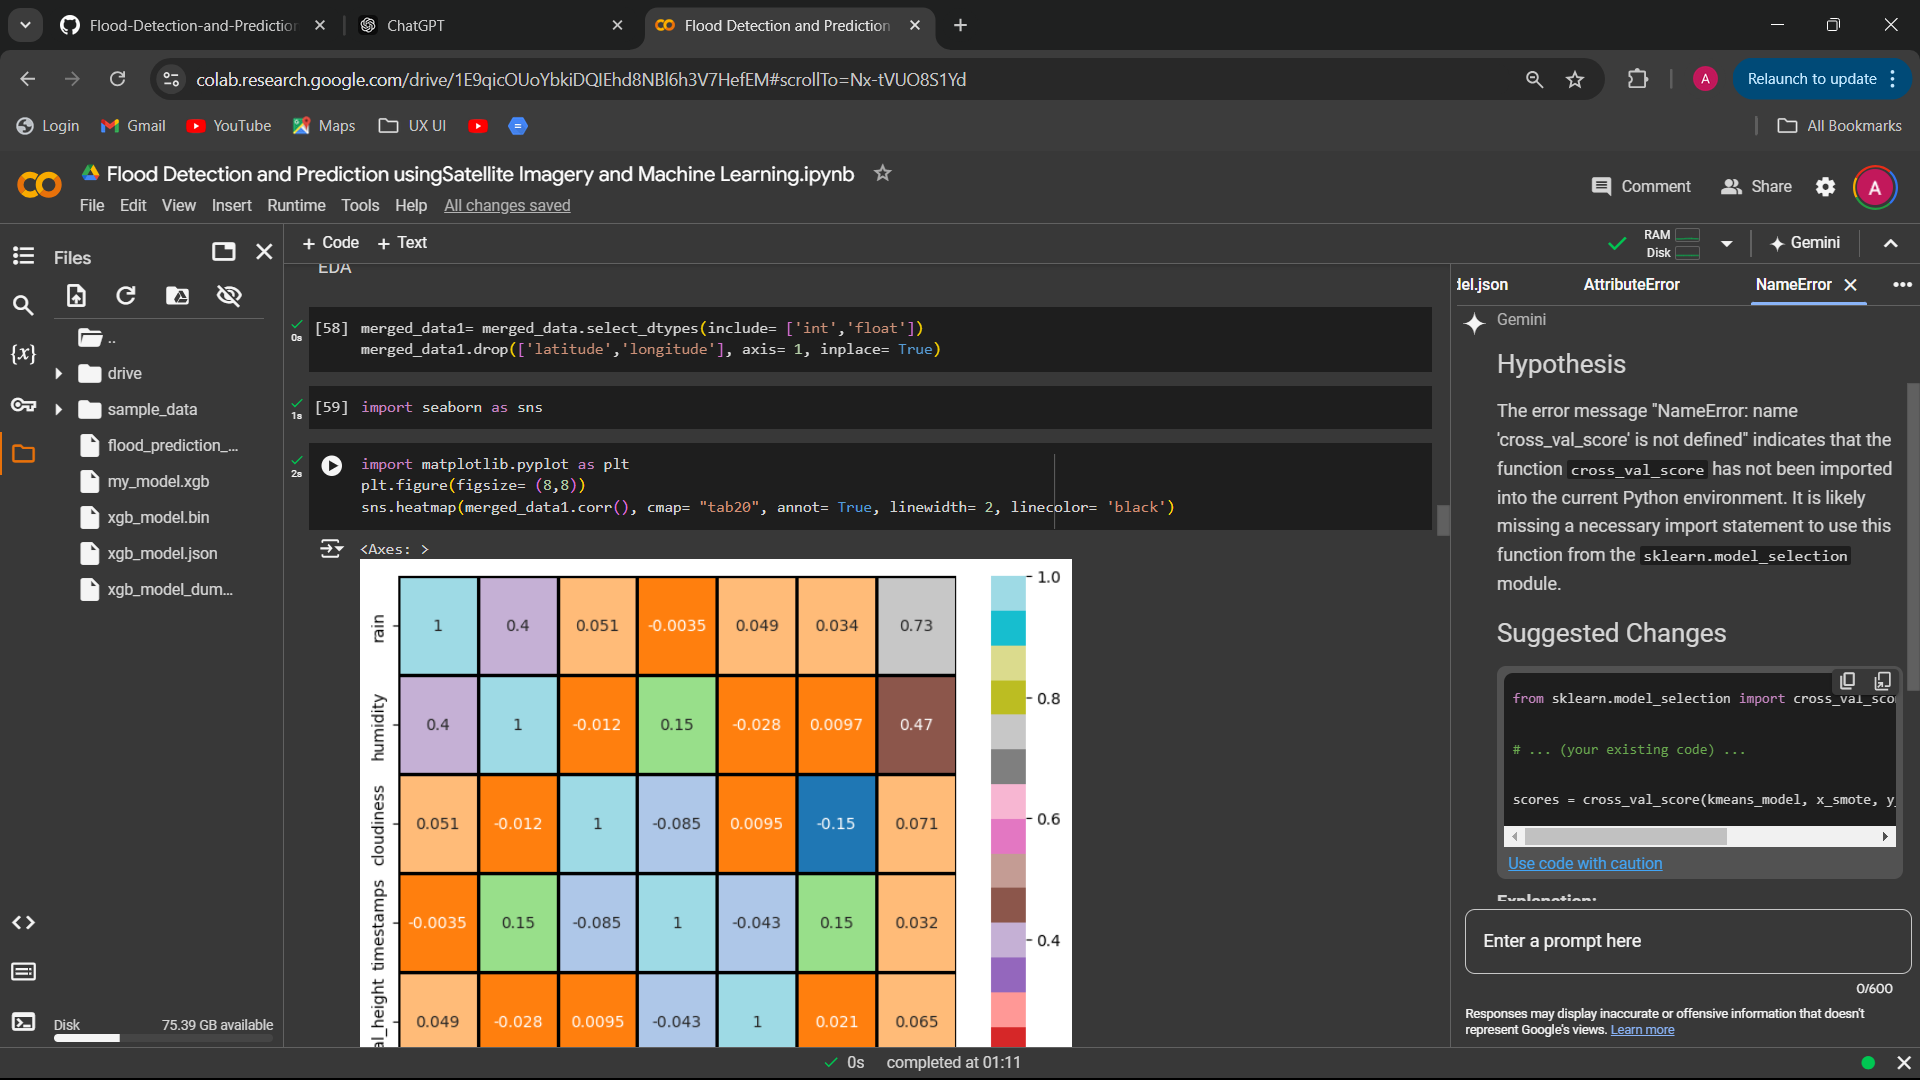 Flood-Detection-and-Prediction
ChatGPT
Flood Detection and Prediction
colab.research.google.com/drive/1E9qicOUoYbkiDQIEhd8NBl6h3V7HefEM#scrollTo=Nx-tVUO8S1Yd
A
Relaunch to update
Login
Gmail
YouTube
Maps
UX UI
All Bookmarks
Flood Detection and Prediction usingSatellite Imagery and Machine Learning.ipynb
Comment
Share
A
File Edit View Insert Runtime Tools Help All changes saved
Files
+ Code + Text
RAM
Disk
Gemini
..
drive
sample_data
flood_prediction_...
my_model.xgb
xgb_model.bin
xgb_model.json
xgb_model_dum...
Disk 75.39 GB available
EDA
0s
[58] merged_data1= merged_data.select_dtypes(include= ['int','float'])
merged_data1.drop(['latitude','longitude'], axis= 1, inplace= True)
1s
[59] import seaborn as sns
2s
import matplotlib.pyplot as plt
plt.figure(figsize= (8,8))
sns.heatmap(merged_data1.corr(), cmap= "tab20", annot= True, linewidth= 2, linecolor= 'black')
<Axes: >
rain 1 0.4 0.051 -0.0035 0.049 0.034 0.73
humidity 0.4 1 -0.012 0.15 -0.028 0.0097 0.47
cloudiness 0.051 -0.012 1 -0.085 0.0095 -0.15 0.071
timestamps -0.0035 0.15 -0.085 1 -0.043 0.15 0.032
_height 0.049 -0.028 0.0095 -0.043 1 0.021 0.065
1.0
0.8
0.6
0.4
del.json
AttributeError
NameError
Gemini
Hypothesis
The error message "NameError: name
'cross_val_score' is not defined" indicates that the
function cross_val_score has not been imported
into the current Python environment. It is likely
missing a necessary import statement to use this
function from the sklearn.model_selection
module.
Suggested Changes
from sklearn.model_selection import cross_val_sco
# ... (your existing code) ...
scores = cross_val_score(kmeans_model, x_smote, y_
Use code with caution
Explanation:
Enter a prompt here
0/600
Responses may display inaccurate or offensive information that doesn't
represent Google's views. Learn more
0s completed at 01:11